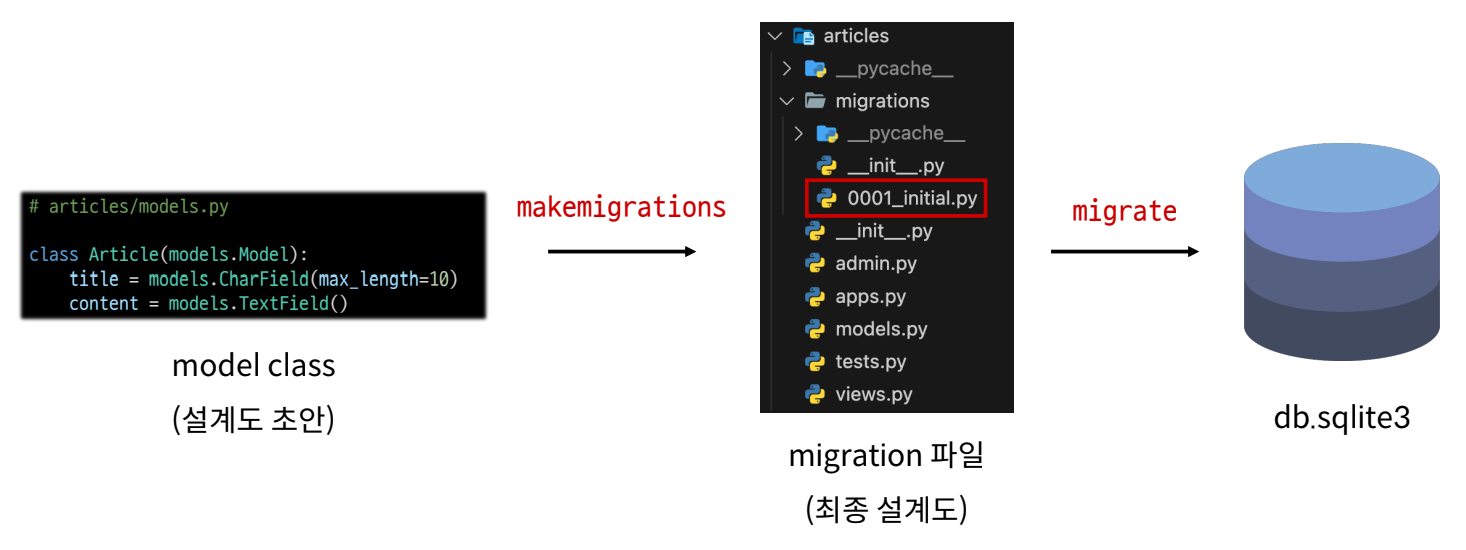 # articles/models.py
class Article(models.Model):
    title = models.CharField(max_length=10)
    content = models.TextField()
model class
(설계도 초안)
makemigrations
articles
__pycache__
migrations
__pycache__
__init__.py
0001_initial.py
__init__.py
admin.py
apps.py
models.py
tests.py
views.py
migration 파일
(최종 설계도)
migrate
db.sqlite3